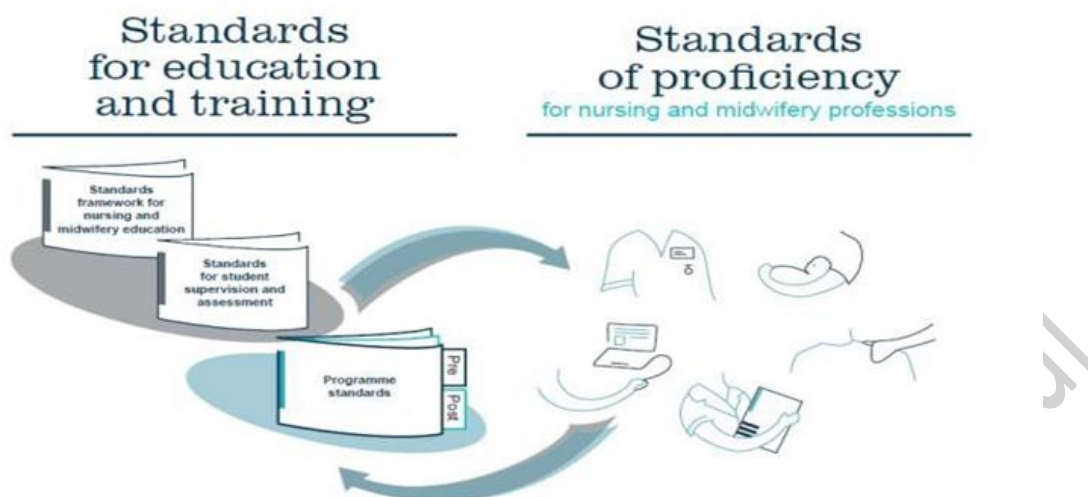 Standards
for education
and training
Standards
of proficiency
for nursing and midwifery professions
Standards
framework for
nursing and
midwifery education
Standards
for student
supervision and
assessment
Programme
standards
Pre
Post